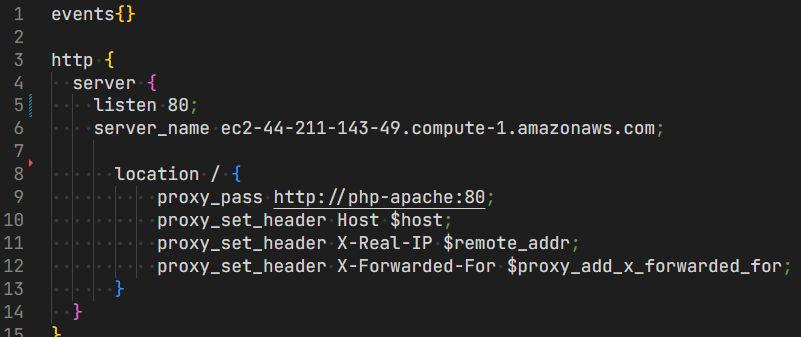 1 events{}
2
3 http {
4 server {
5 listen 80;
6 server_name ec2-44-211-143-49.compute-1.amazonaws.com;
7
8 location / {
9 proxy_pass http://php-apache:80;
10 proxy_set_header Host $host;
11 proxy_set_header X-Real-IP $remote_addr;
12 proxy_set_header X-Forwarded-For $proxy_add_x_forwarded_for;
13 }
14 }
15 }